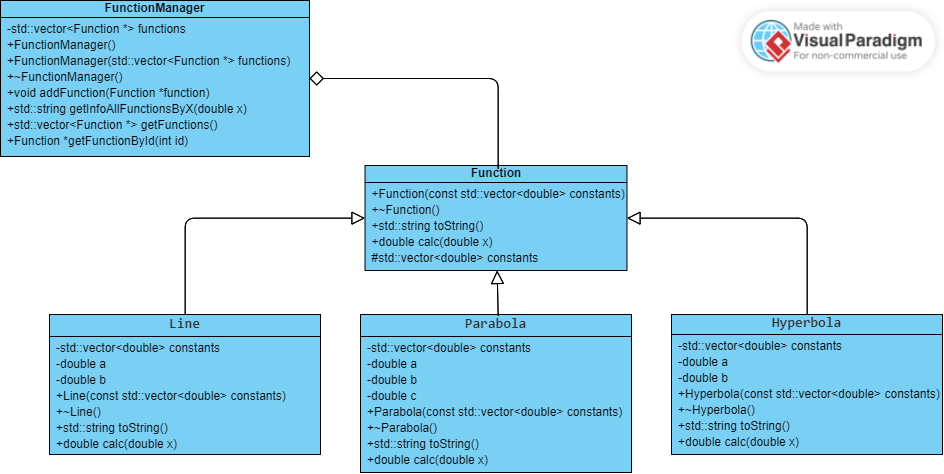 FunctionManager
-std::vector<Function *> functions
+FunctionManager()
+FunctionManager(std::vector<Function *> functions)
+~FunctionManager()
+void addFunction(Function *function)
+std::string getInfoAllFunctionsByX(double x)
+std::vector<Function *> getFunctions()
+Function *getFunctionById(int id)
Made with
Visual Paradigm
For non-commercial use
Function
+Function(const std::vector<double> constants)
+~Function()
+std::string toString()
+double calc(double x)
#std::vector<double> constants
Line
-std::vector<double> constants
-double a
-double b
+Line(const std::vector<double> constants)
+~Line()
+std::string toString()
+double calc(double x)
Parabola
-std::vector<double> constants
-double a
-double b
-double c
+Parabola(const std::vector<double> constants)
+~Parabola()
+std::string toString()
+double calc(double x)
Hyperbola
-std::vector<double> constants
-double a
-double b
+Hyperbola(const std::vector<double> constants)
+~Hyperbola()
+std::string toString()
+double calc(double x)